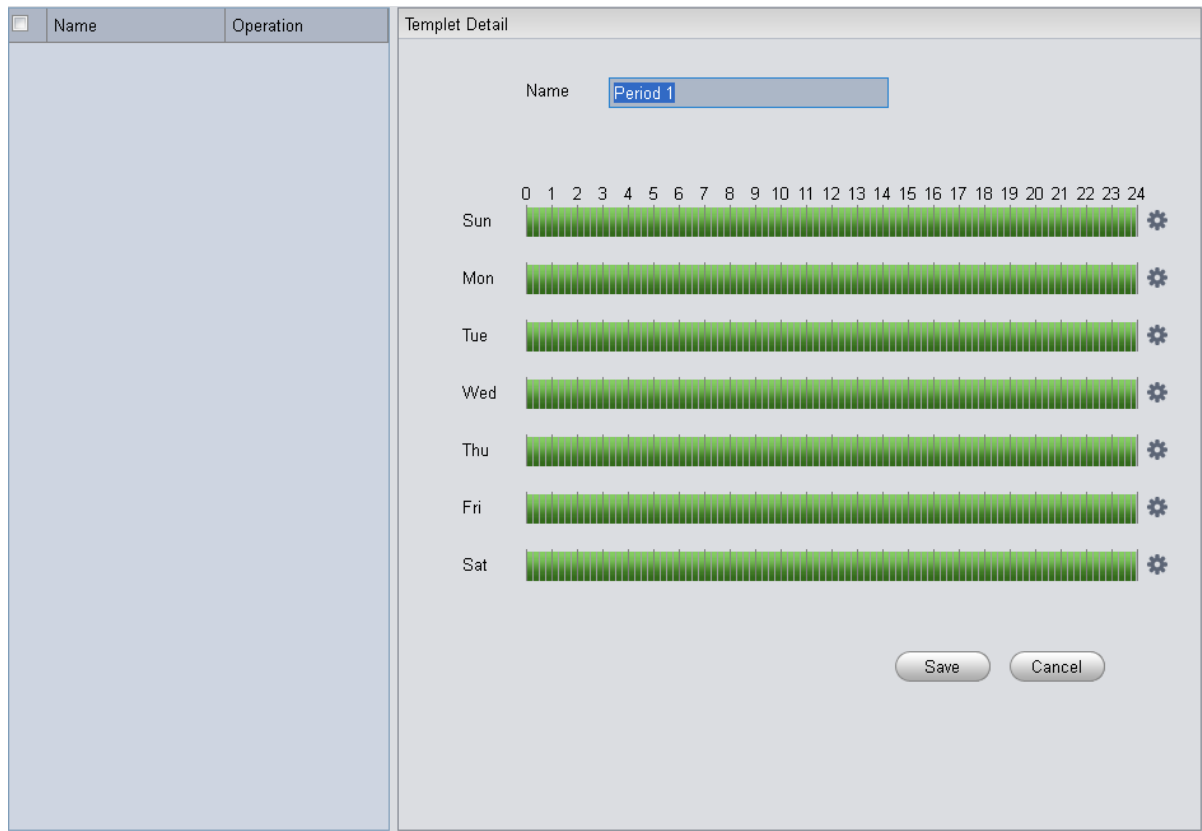 Name Operation Templet Detail
Name Period 1
0 1 2 3 4 5 6 7 8 9 10 11 12 13 14 15 16 17 18 19 20 21 22 23 24
Sun
Mon
Tue
Wed
Thu
Fri
Sat
Save Cancel